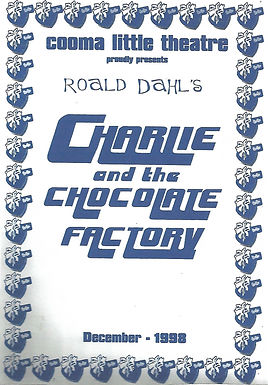 cooma little theatre
proudly presents
ROALD DAHL'S
CHARLIE
and the
CHOCOLATE
FACTORY
December - 1998